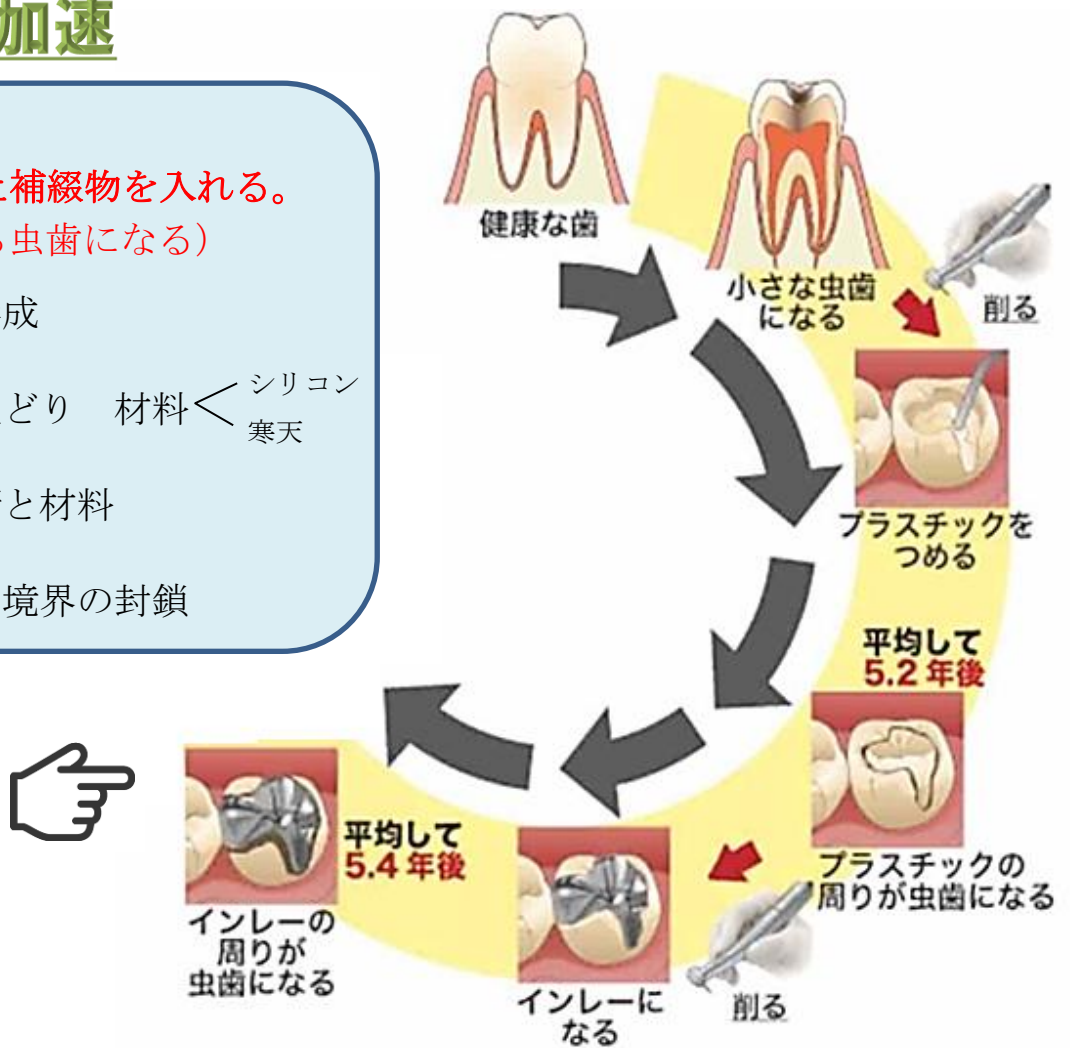 加速
補綴物を入れる。
虫歯になる）
成
どり　材料
シリコン
寒天
と材料
境界の封鎖
健康な歯
小さな虫歯
になる
削る
プラスチックを
つめる
平均して
5.2 年後
プラスチックの
周りが虫歯になる
削る
インレーに
なる
平均して
5.4 年後
インレーの
周りが
虫歯になる